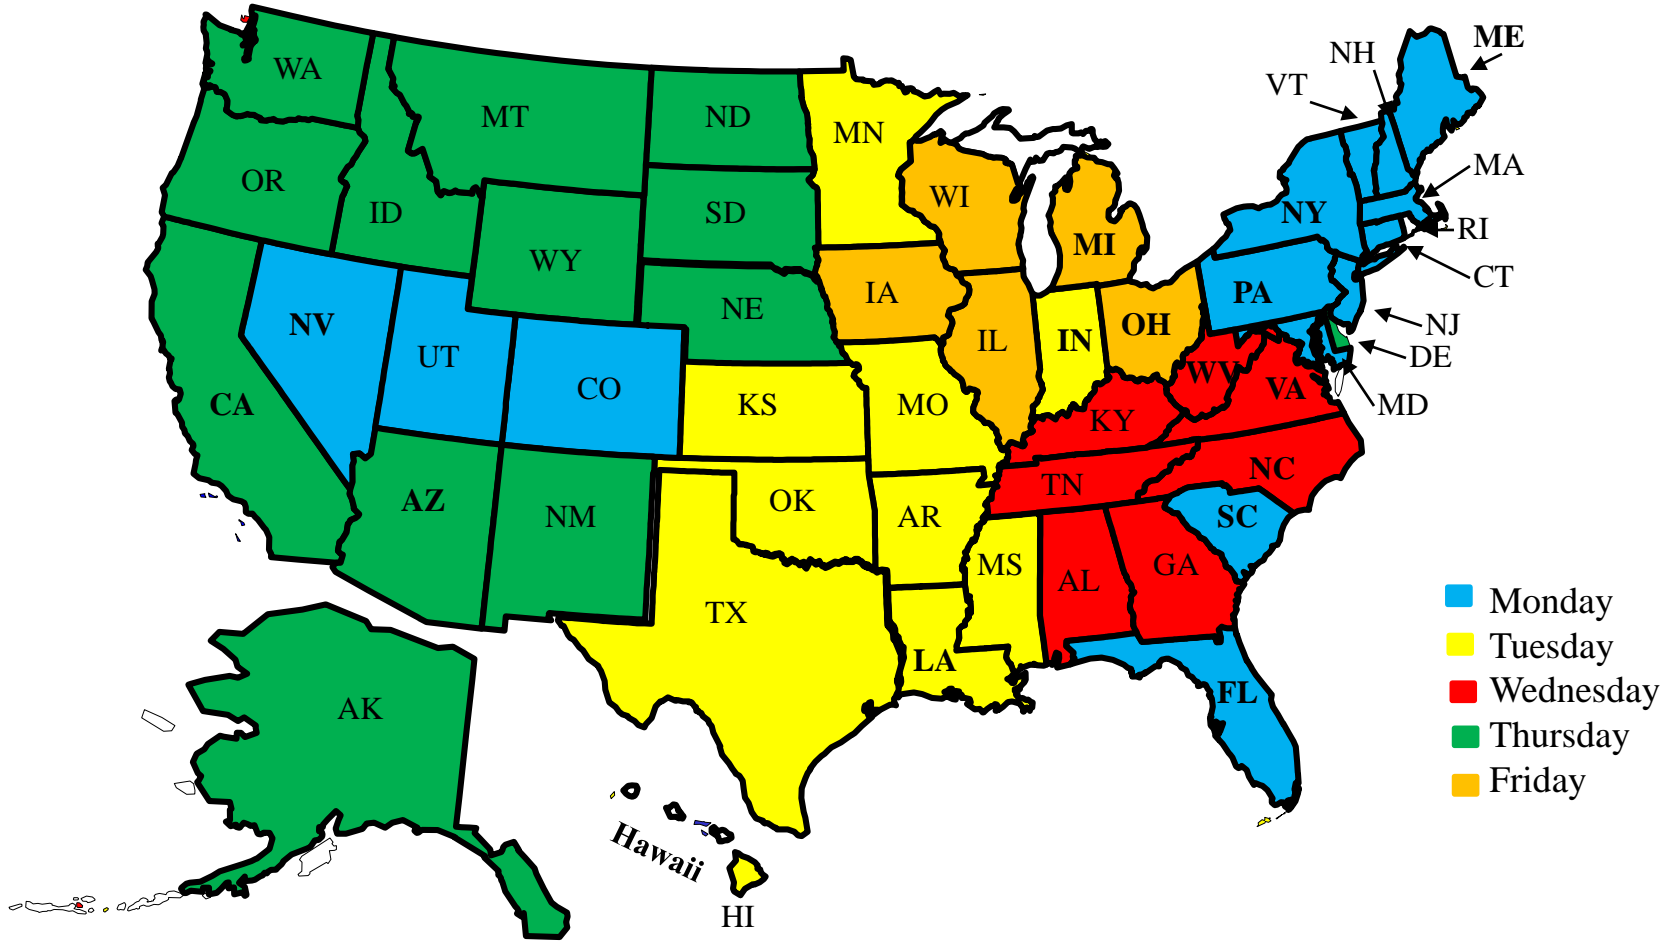 ME
NH
VT
WA
MT
ND
MN
MA
OR
ID
SD
WI
NY
RI
MI
WY
CT
IA
PA
NE
NV
OH
NJ
IL
IN
UT
DE
CO
WV
VA
CA
KS
MO
MD
KY
NC
TN
AZ
OK
NM
AR
SC
MS
GA
AL
TX
LA
FL
AK
Monday
Tuesday
Wednesday
Thursday
Friday
Hawaii
HI